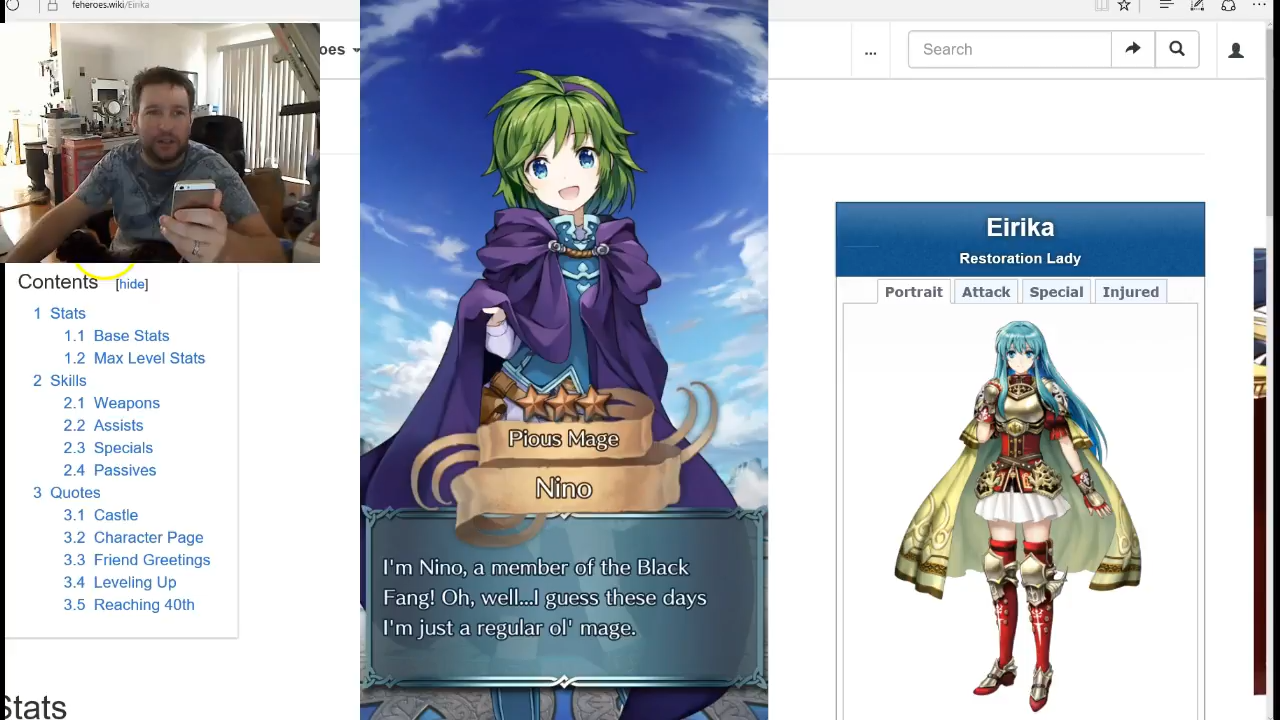 feheroes.wiki/Eirika
oes
...
Search
Contents [hide]
1 Stats
1.1 Base Stats
1.2 Max Level Stats
2 Skills
2.1 Weapons
2.2 Assists
2.3 Specials
2.4 Passives
3 Quotes
3.1 Castle
3.2 Character Page
3.3 Friend Greetings
3.4 Leveling Up
3.5 Reaching 40th
Stats
Pious Mage
Nino
I'm Nino, a member of the Black
Fang! Oh, well...I guess these days
I'm just a regular ol' mage.
Eirika
Restoration Lady
Portrait Attack Special Injured